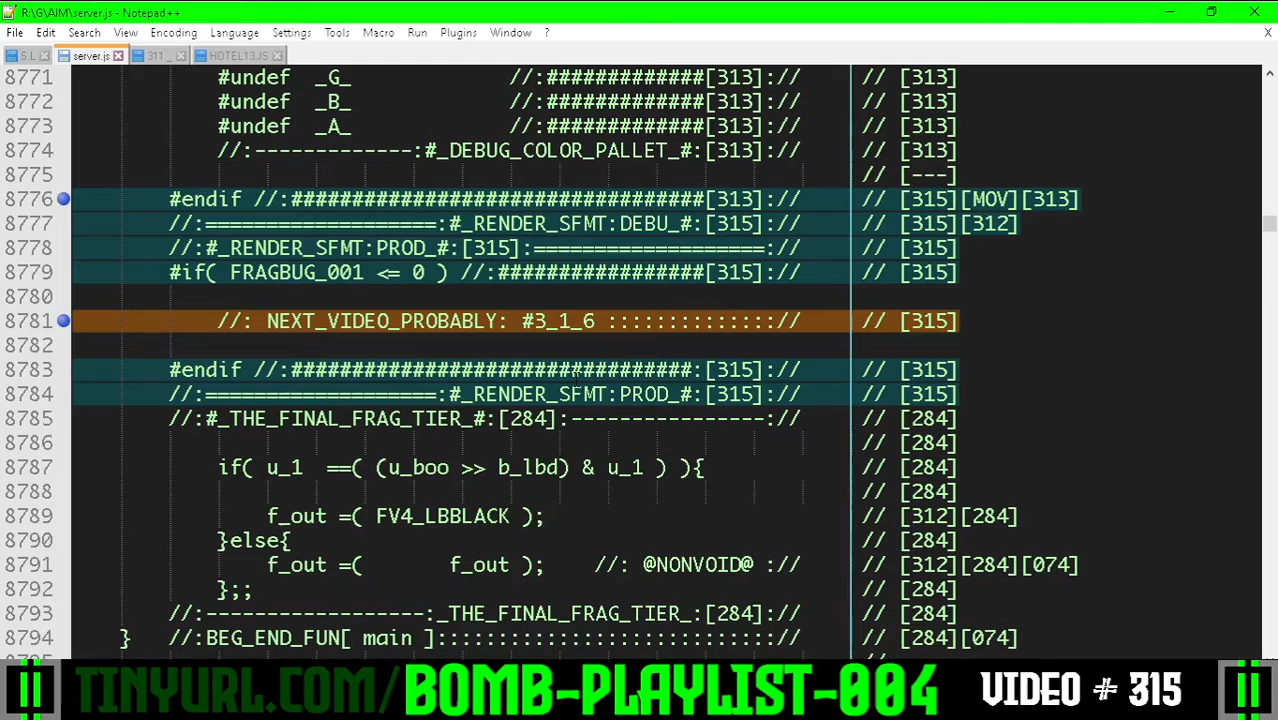 R:\G\AIM\server.js - Notepad++
File Edit Search View Encoding Language Settings Tools Macro Run Plugins Window ? X
S.L server.js 311_ HOTEL13.JS
8771 #undef _G_ //:#############[313]:// // [313]
8772 #undef _B_ //:#############[313]:// // [313]
8773 #undef _A_ //:#############[313]:// // [313]
8774 //:-------------:#_DEBUG_COLOR_PALLET_#:[313]:// // [313]
8775 // [---]
8776 #endif //:##################################[313]:// // [315][MOV][313]
8777 //:===================:#_RENDER_SFMT:DEBU_#:[315]:// // [315][312]
8778 //:#_RENDER_SFMT:PROD_#:[315]:===================:// // [315]
8779 #if( FRAGBUG_001 <= 0 ) //:#################[315]:// // [315]
8780
8781 //: NEXT_VIDEO_PROBABLY: #3_1_6 ::::::::::::::// // [315]
8782
8783 #endif //:#################################:[315]:// // [315]
8784 //:===================:#_RENDER_SFMT:PROD_#:[315]:// // [315]
8785 //:#_THE_FINAL_FRAG_TIER_#:[284]:----------------:// // [284]
8786 // [284]
8787 if( u_1 ==( (u_boo >> b_lbd) & u_1 ) ){ // [284]
8788 // [284]
8789 f_out =( FV4_LBBLACK ); // [312][284]
8790 }else{ // [284]
8791 f_out =( f_out ); //: @NONVOID@ :// // [312][284][074]
8792 };; // [284]
8793 //:------------------:_THE_FINAL_FRAG_TIER_:[284]:// // [284]
8794 } //:BEG_END_FUN[ main ]:::::::::::::::::::::::::::// // [284][074]
TINYURL.COM/BOMB-PLAYLIST-004 VIDEO # 315